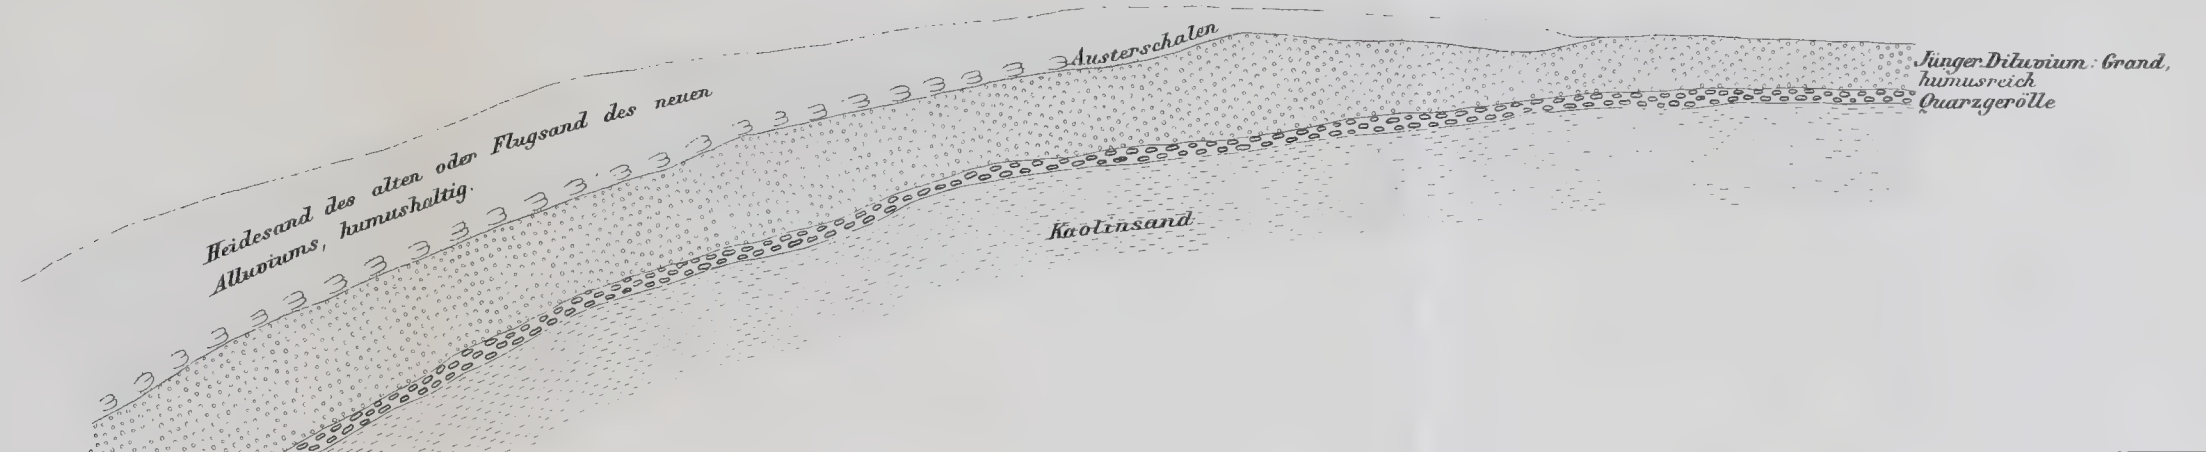 Austerschalen
Jünger Diluvium: Grand,
humusreich
Quarzgerölle
Heidesand des alten oder Flugsand des neuen
Alluviums, humushaltig.
Kaolinsand